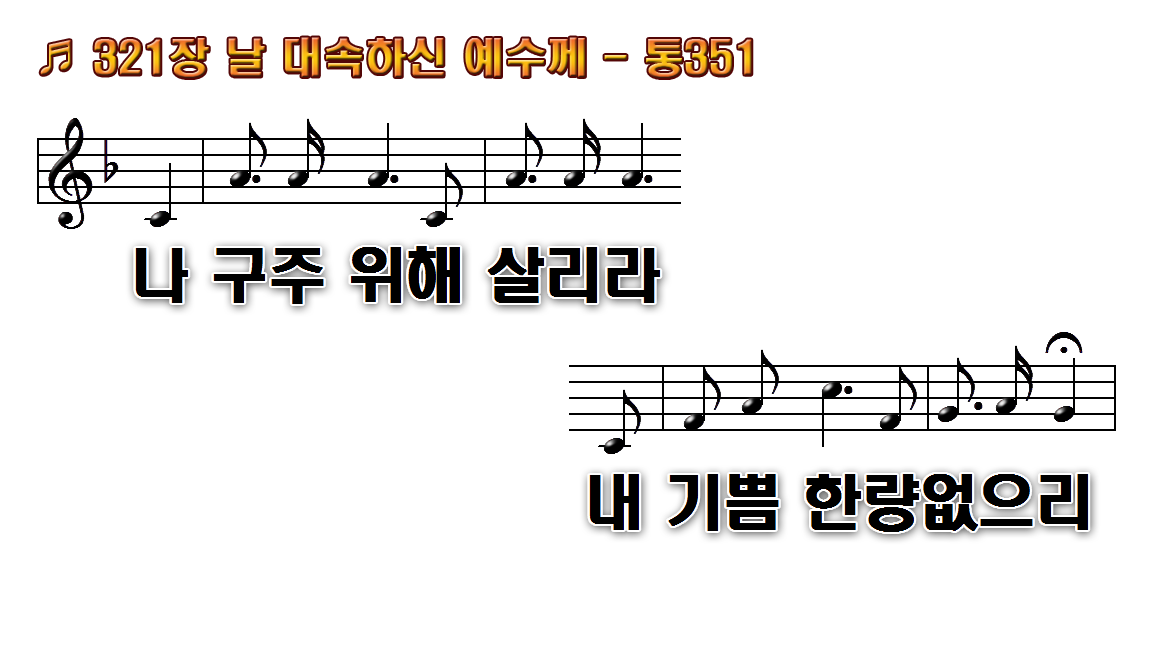 ♬ 321장 날 대속하신 예수께 - 통351
나 구주 위해 살리라
내 기쁨 한량없으리